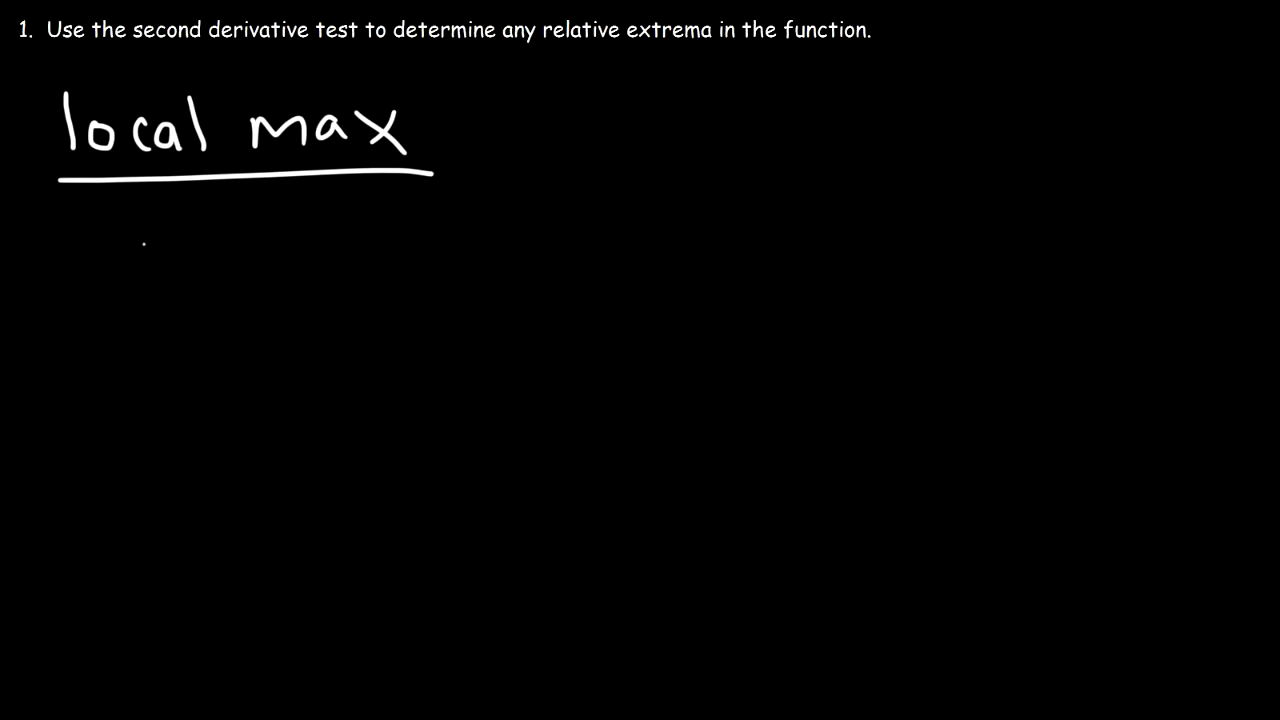 1. Use the second derivative test to determine any relative extrema in the function.
local max